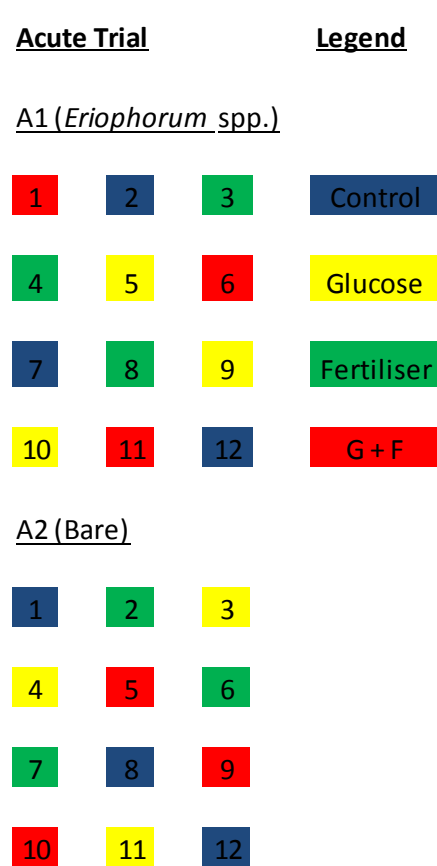 Acute Trial Legend
A1 (Eriophorum spp.)
1 2 3 Control
4 5 6 Glucose
7 8 9 Fertiliser
10 11 12 G + F
A2 (Bare)
1 2 3
4 5 6
7 8 9
10 11 12